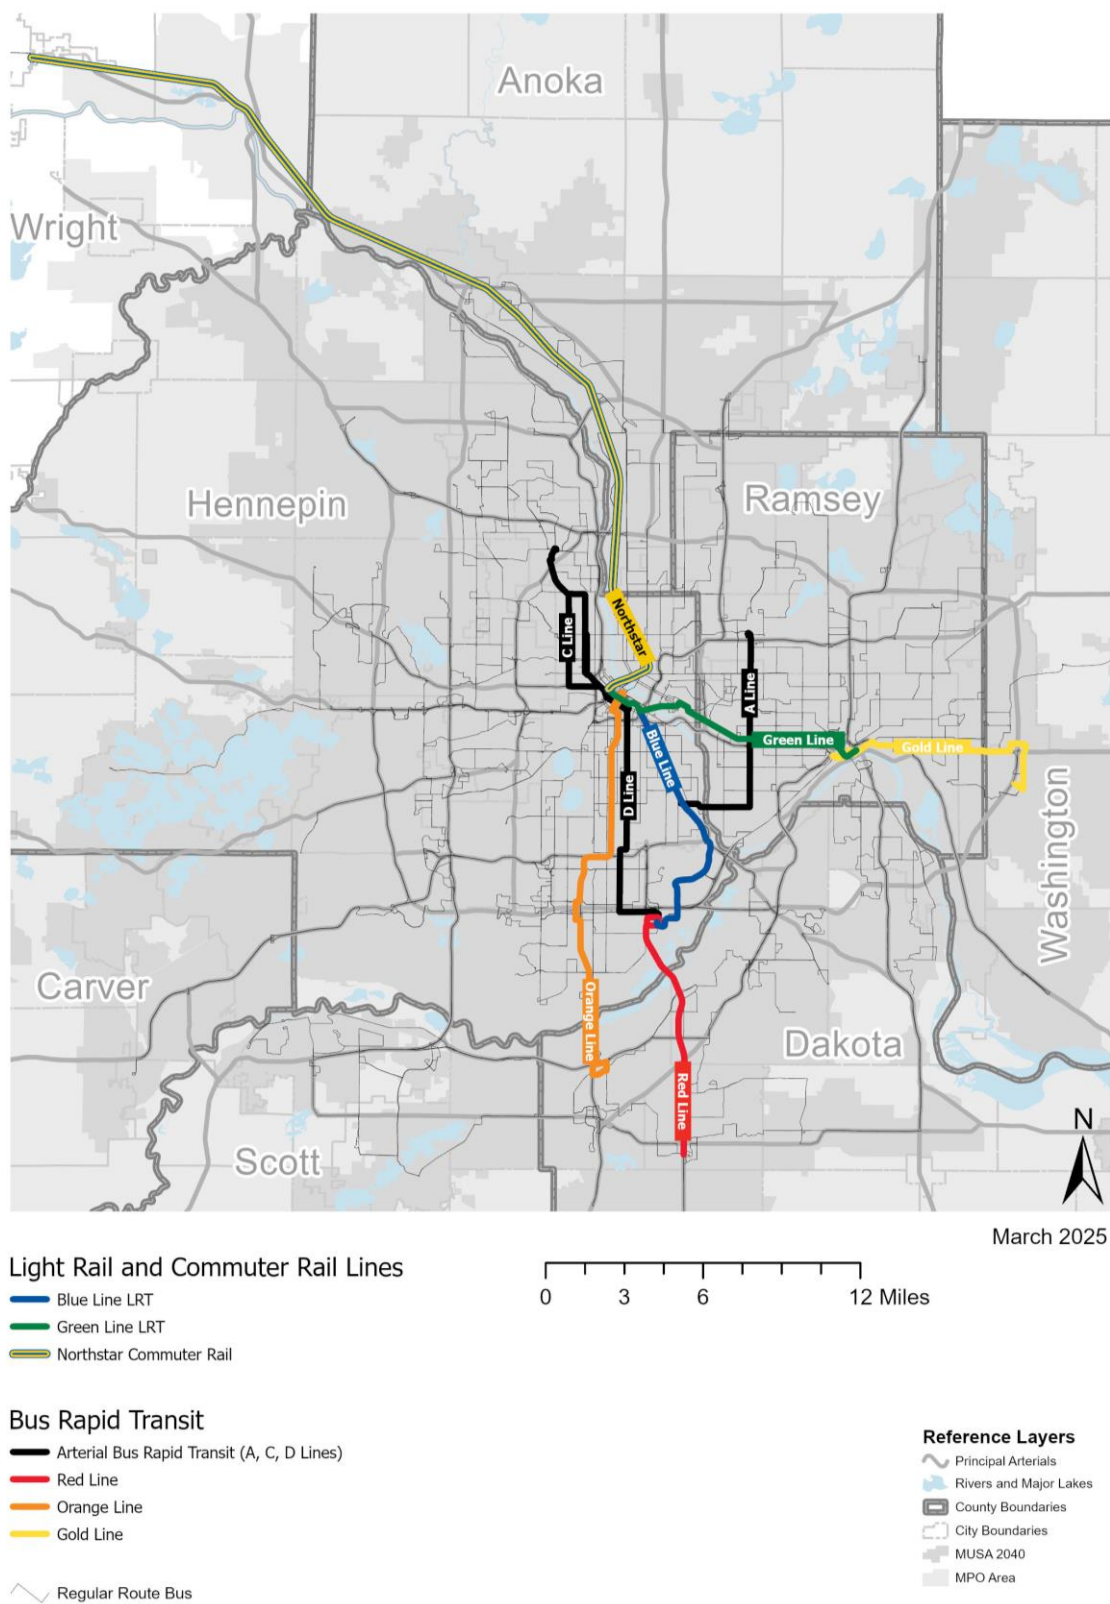 Anoka
Wright
Hennepin
Ramsey
Northstar
C Line
A Line
Green Line
Gold Line
Blue Line
D Line
Washington
Carver
Orange Line
Dakota
Red Line
Scott
N
March 2025
Light Rail and Commuter Rail Lines
Blue Line LRT
Green Line LRT
Northstar Commuter Rail
0 3 6 12 Miles
Bus Rapid Transit
Arterial Bus Rapid Transit (A, C, D Lines)
Red Line
Orange Line
Gold Line
Regular Route Bus
Reference Layers
Principal Arterials
Rivers and Major Lakes
County Boundaries
City Boundaries
MUSA 2040
MPO Area